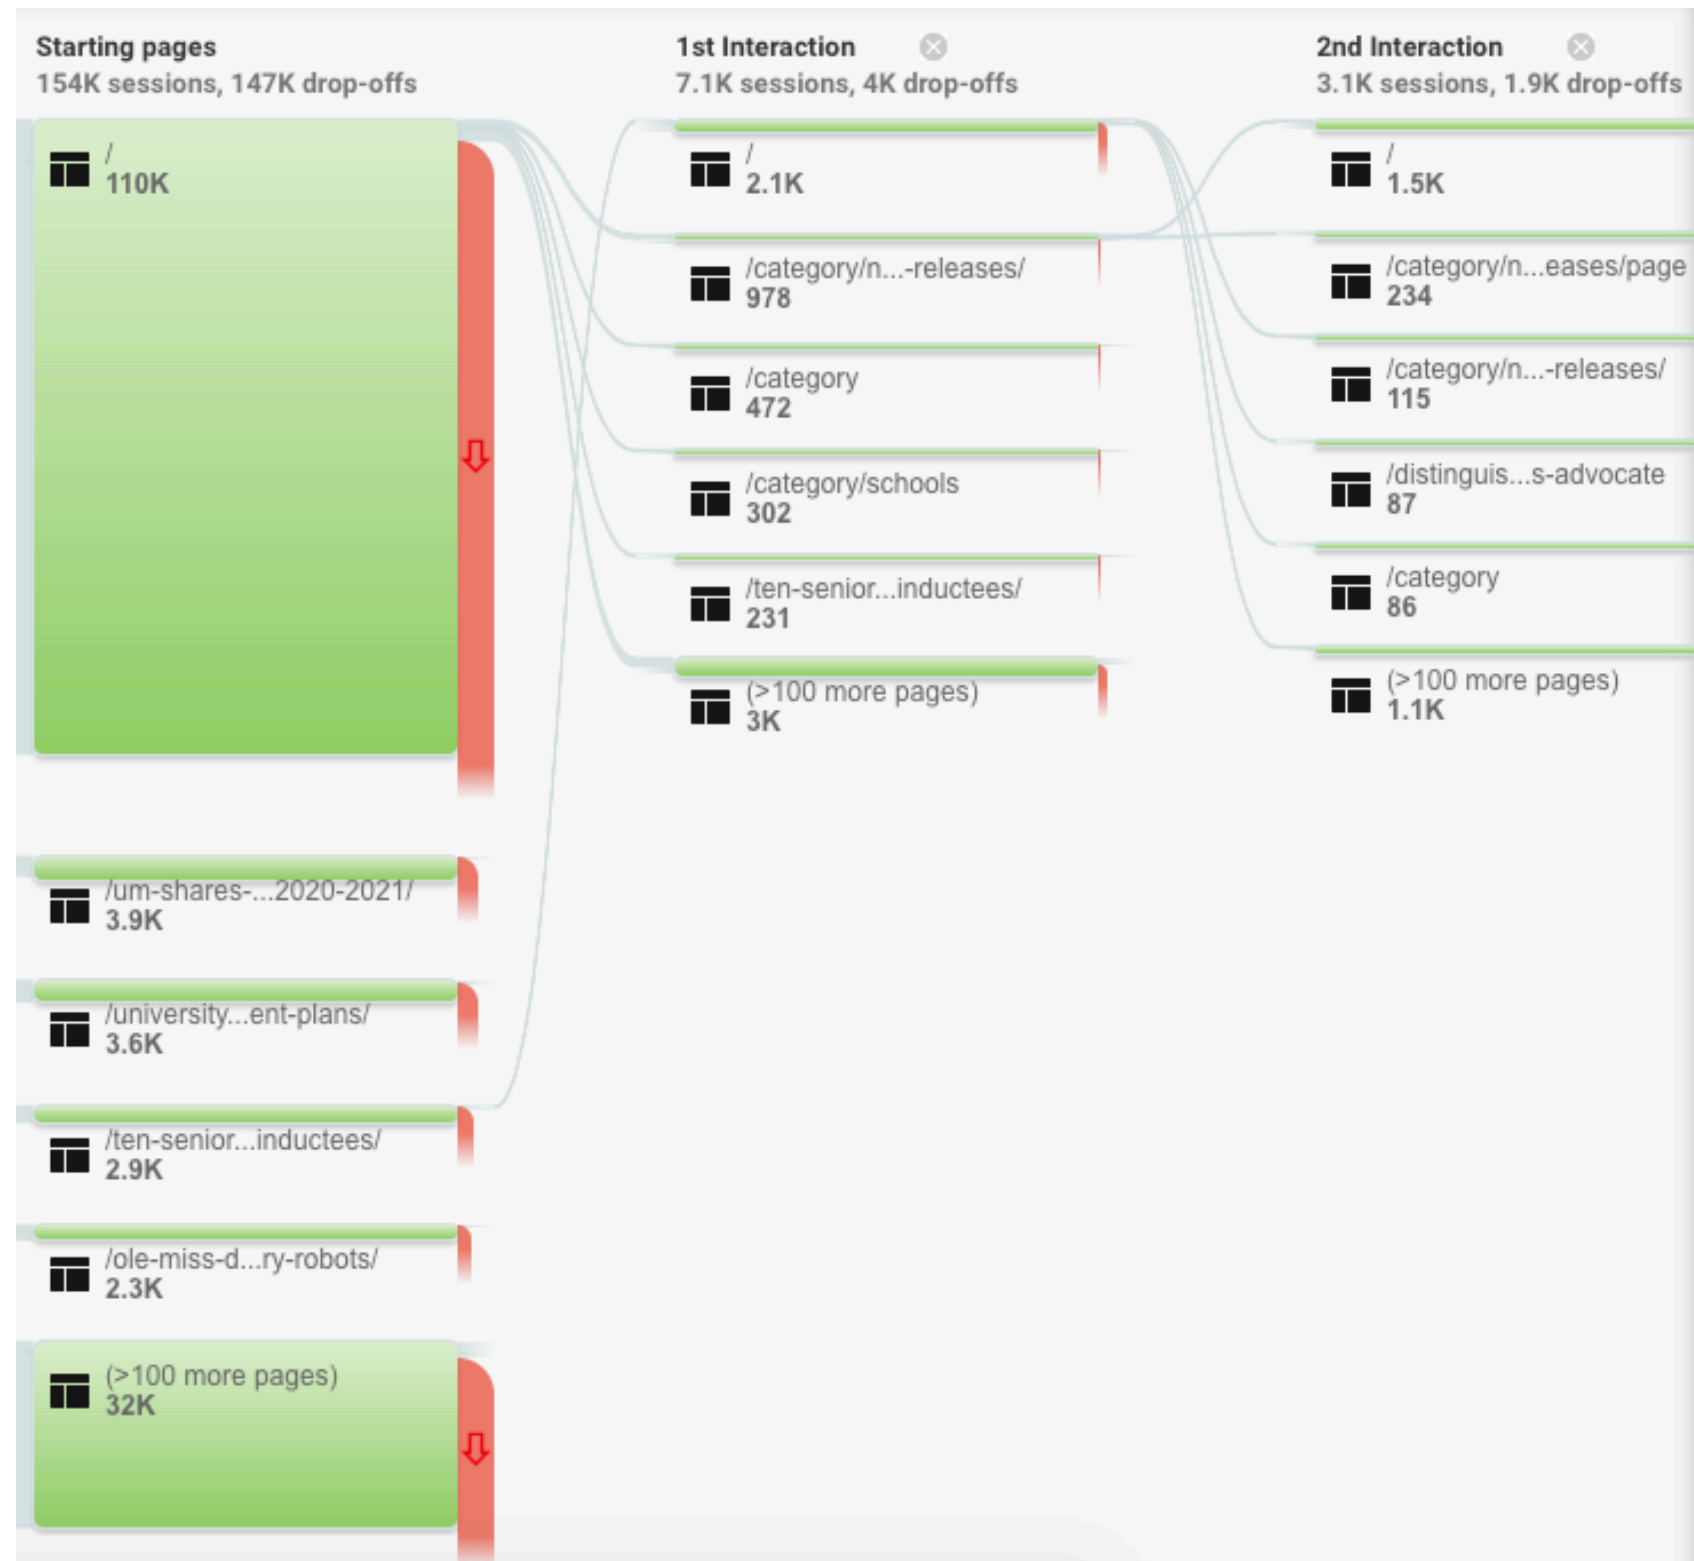 Starting pages
154K sessions, 147K drop-offs
/
110K
/um-shares-...2020-2021/
3.9K
/university...ent-plans/
3.6K
/ten-senior...inductees/
2.9K
/ole-miss-d...ry-robots/
2.3K
(>100 more pages)
32K
1st Interaction
7.1K sessions, 4K drop-offs
/
2.1K
/category/n...-releases/
978
/category
472
/category/schools
302
/ten-senior...inductees/
231
(>100 more pages)
3K
2nd Interaction
3.1K sessions, 1.9K drop-offs
/
1.5K
/category/n...eases/page
234
/category/n...-releases/
115
/distinguis...s-advocate
87
/category
86
(>100 more pages)
1.1K